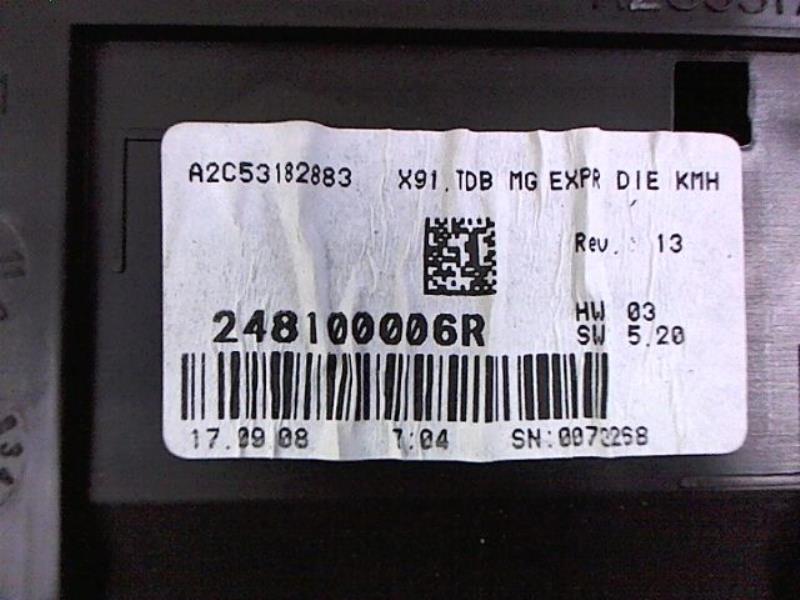 A2C53182883 X91.TDB MG EXPR DIE KMH
Rev. : 13
248100006R
HW 03
SW 5.20
17.09.08 7:04